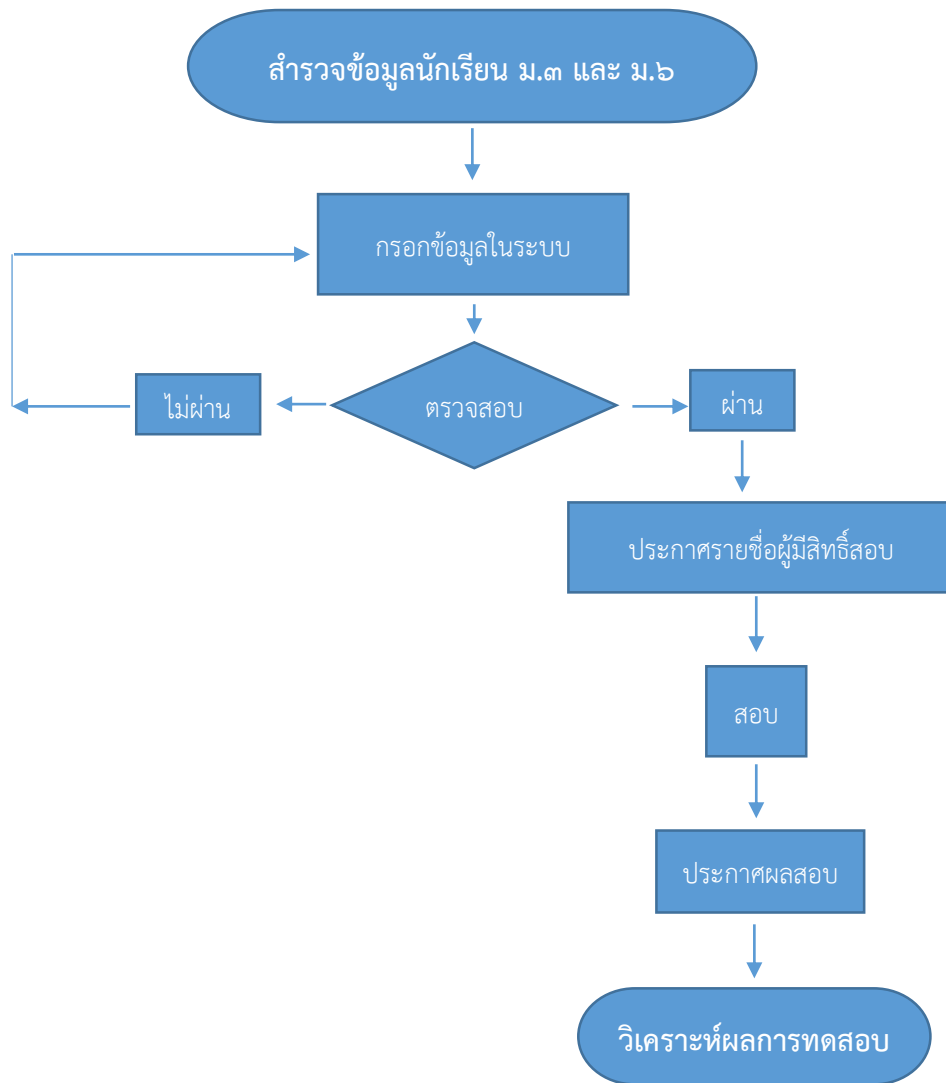 สำรวจข้อมูลนักเรียน ม.๓ และ ม.๖
กรอกข้อมูลในระบบ
ไม่ผ่าน
ตรวจสอบ
ผ่าน
ประกาศรายชื่อผู้มีสิทธิ์สอบ
สอบ
ประกาศผลสอบ
วิเคราะห์ผลการทดสอบ